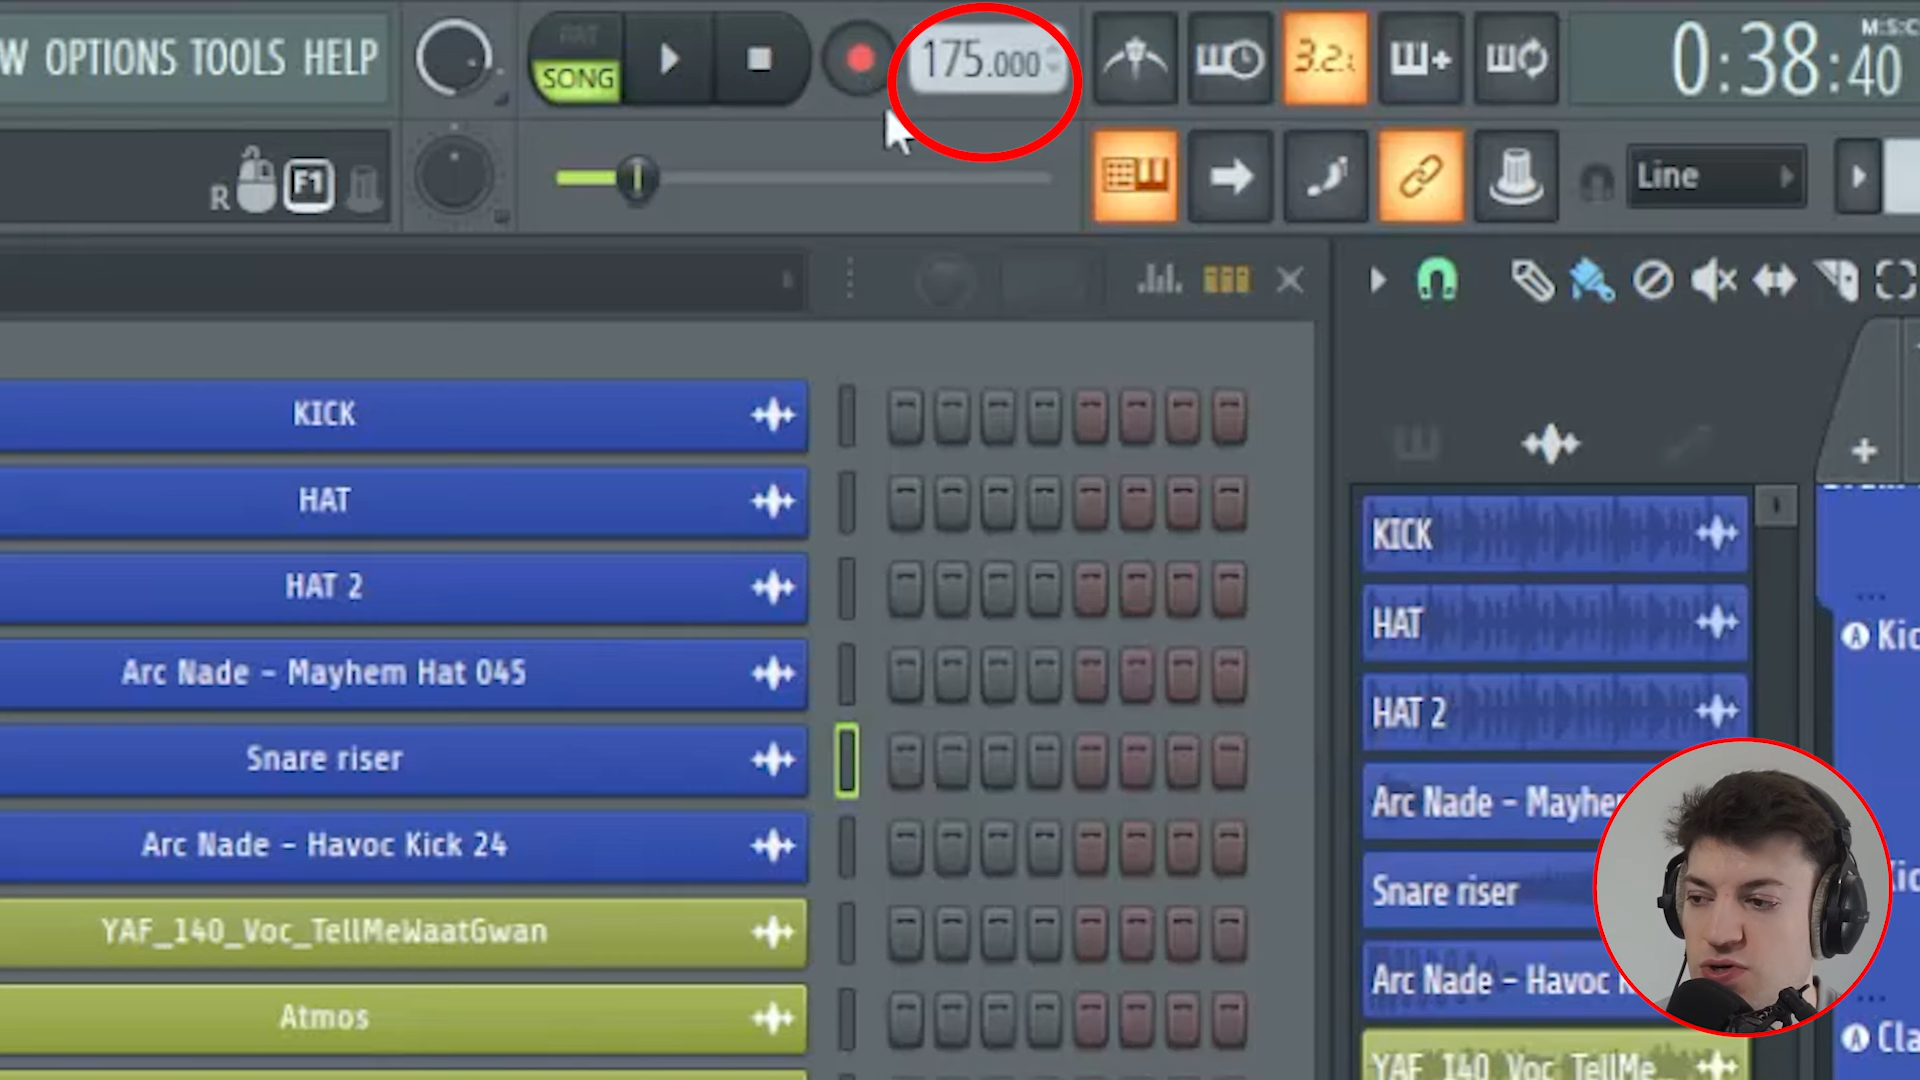 W OPTIONS TOOLS HELP
PAT
SONG
175.000
3.2:
0:38:40
M:S:C
R
F1
Line
KICK
HAT
HAT 2
Arc Nade - Mayhem Hat 045
Snare riser
Arc Nade - Havoc Kick 24
YAF_140_Voc_TellMeWaatGwan
Atmos
KICK
HAT
HAT 2
Arc Nade - Mayhe
Snare riser
Arc Nade - Havoc
YAF_140_Voc_TellMe...
Kic
Kic
Cla